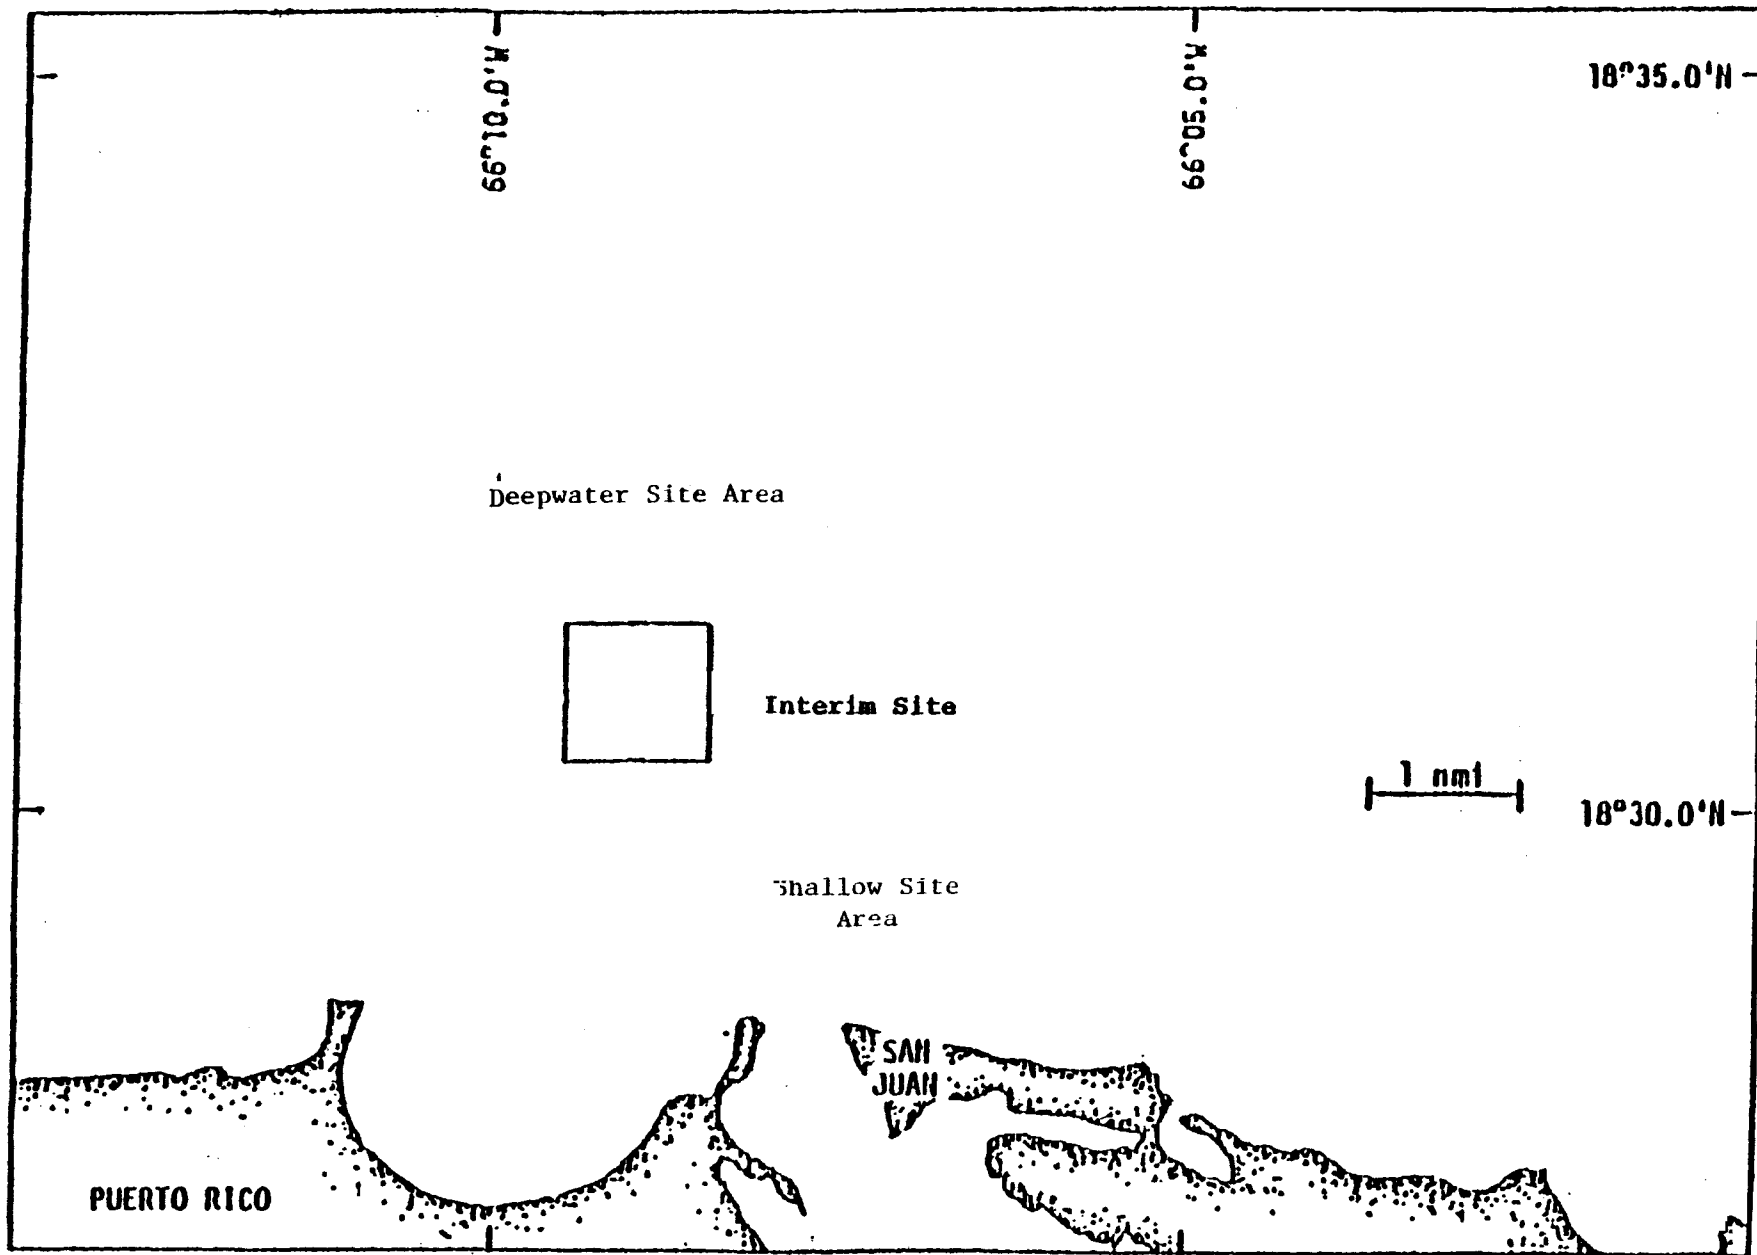 66°10.0'W
66°05.0'W
18°35.0'N
Deepwater Site Area
Interim Site
1 nmi
18°30.0'N
Shallow Site
Area
SAN
JUAN
PUERTO RICO